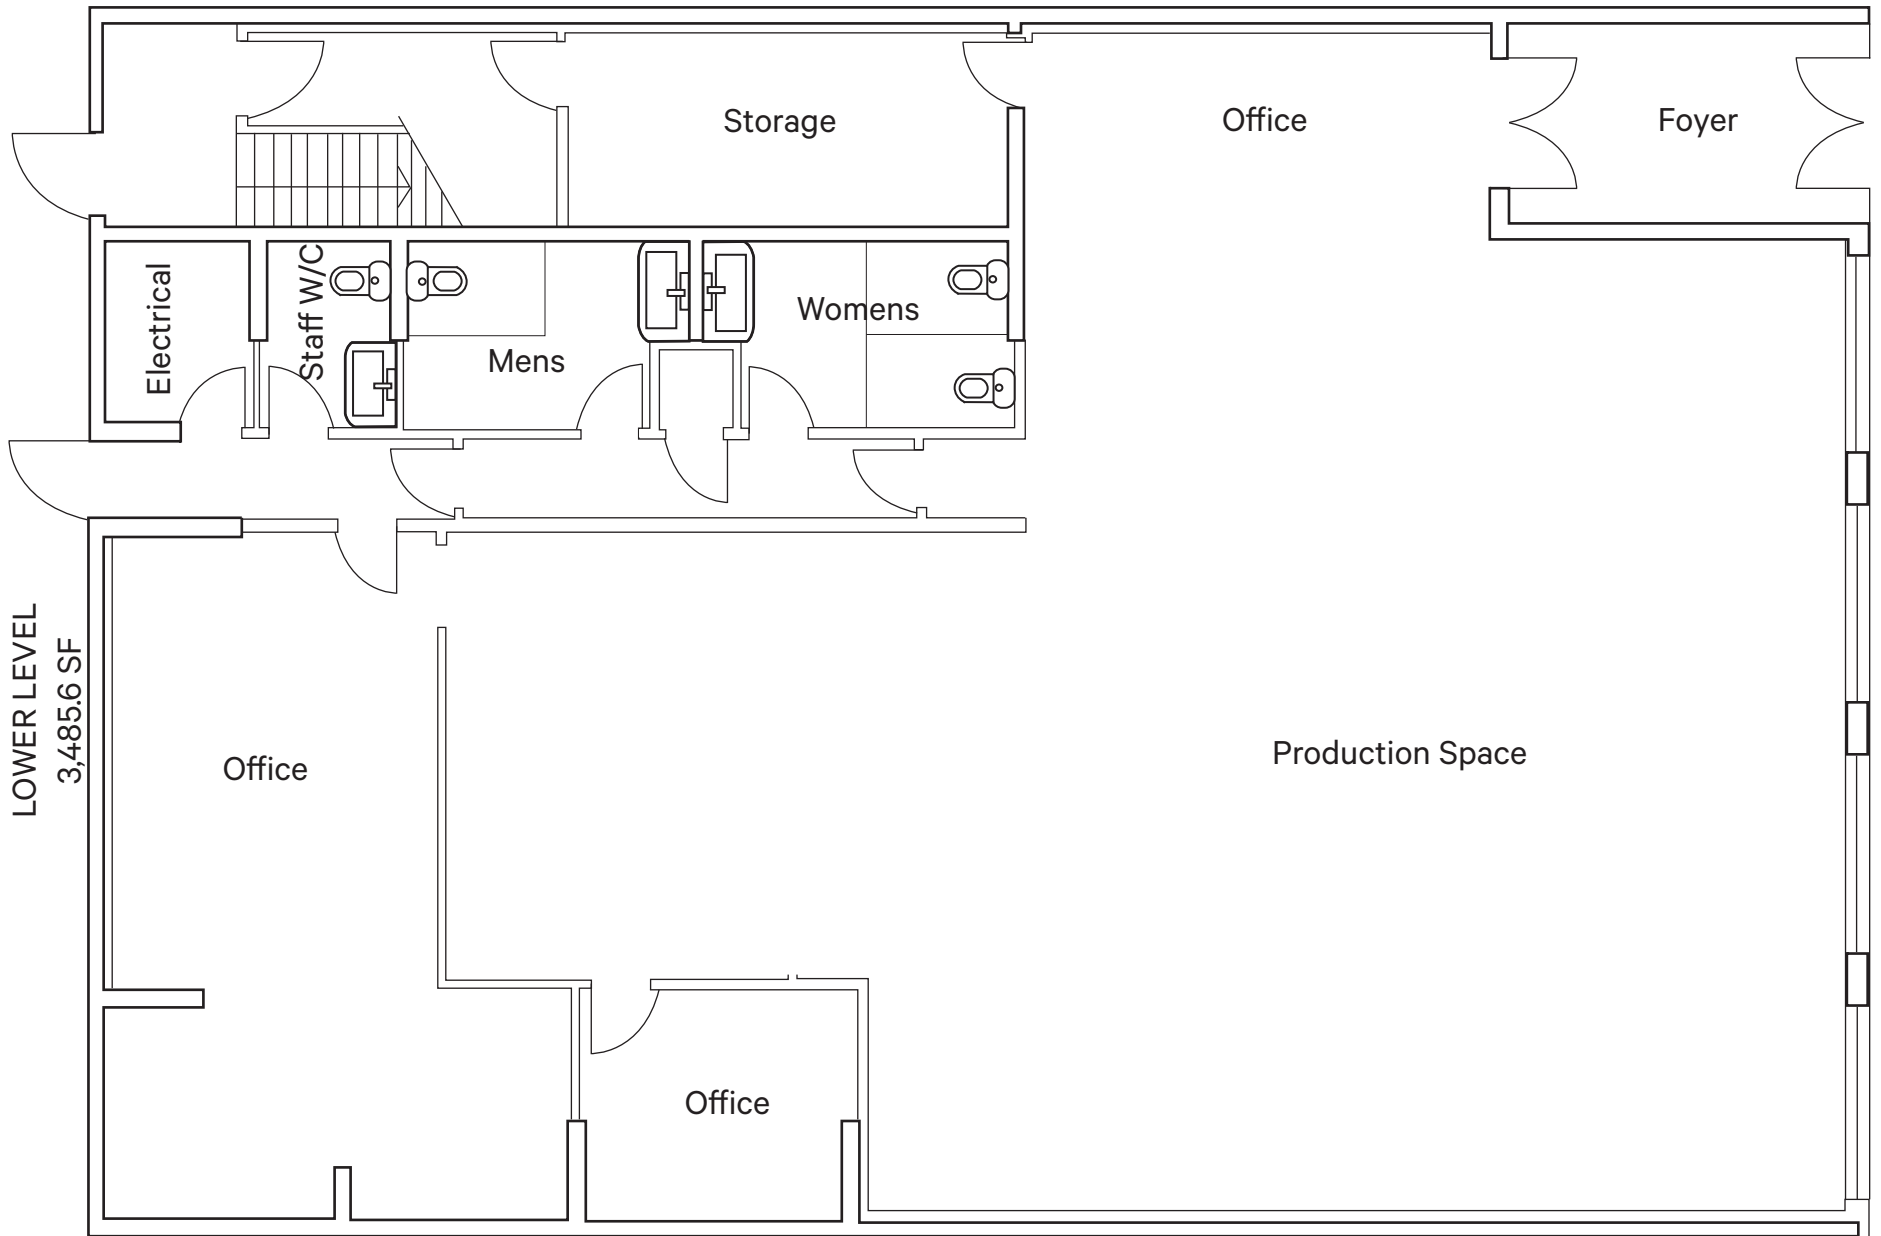 Storage
Office
Foyer
Electrical
Staff W/C
Mens
Womens
LOWER LEVEL
3,485.6 SF
Office
Production Space
Office